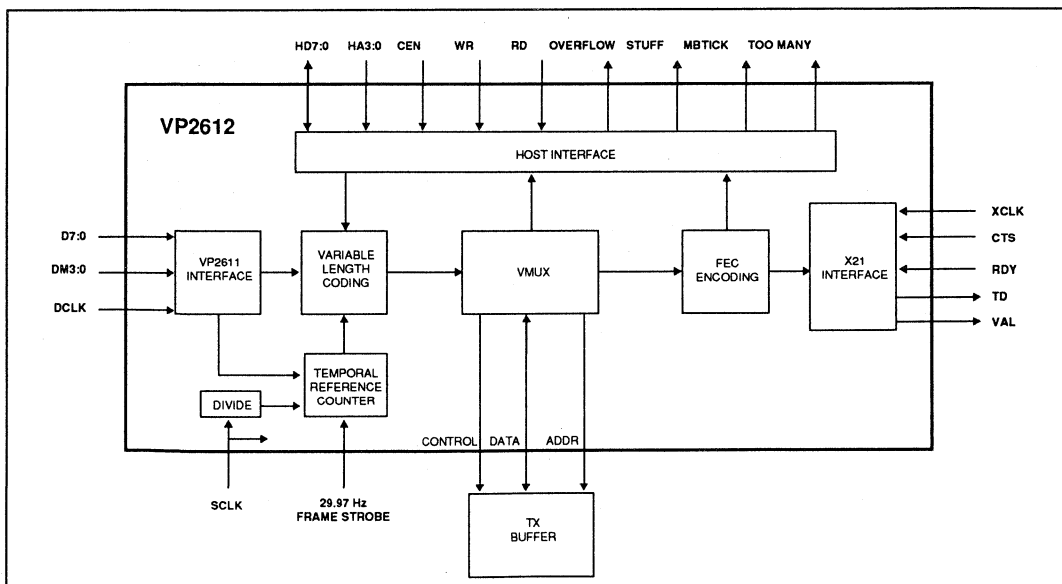 HD7:0 HA3:0 CEN WR RD OVERFLOW STUFF MBTICK TOO MANY
VP2612
HOST INTERFACE
D7:0
DM3:0
DCLK
VP2611
INTERFACE
VARIABLE
LENGTH
CODING
VMUX
FEC
ENCODING
X21
INTERFACE
XCLK
CTS
RDY
TD
VAL
TEMPORAL
REFERENCE
COUNTER
DIVIDE
CONTROL DATA ADDR
SCLK
29.97 Hz
FRAME STROBE
TX
BUFFER